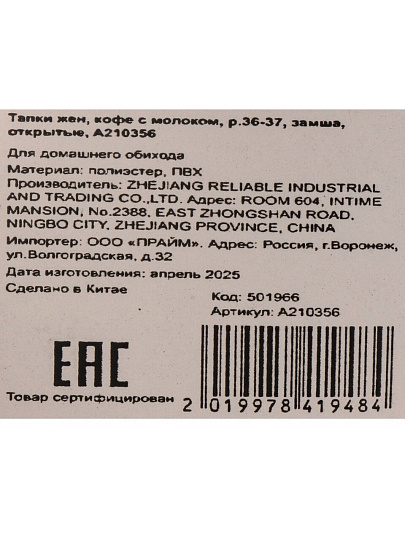 Тапки жен, кофе с молоком, р.36-37, замша,
открытые, А210356
Для домашнего обихода
Материал: полиэстер, ПВХ
Производитель: ZHEJIANG RELIABLE INDUSTRIAL
AND TRADING CO.,LTD. Адрес: ROOM 604, INTIME
MANSION, No.2388, EAST ZHONGSHAN ROAD,
NINGBO CITY, ZHEJIANG PROVINCE, CHINA
Импортер: ООО «ПРАЙМ». Адрес: Россия, г.Воронеж,
ул.Волгоградская, д.32
Дата изготовления: апрель 2025
Сделано в Китае
Код: 501966
Артикул: А210356
EAC
Товар сертифицирован
2 019978 419484